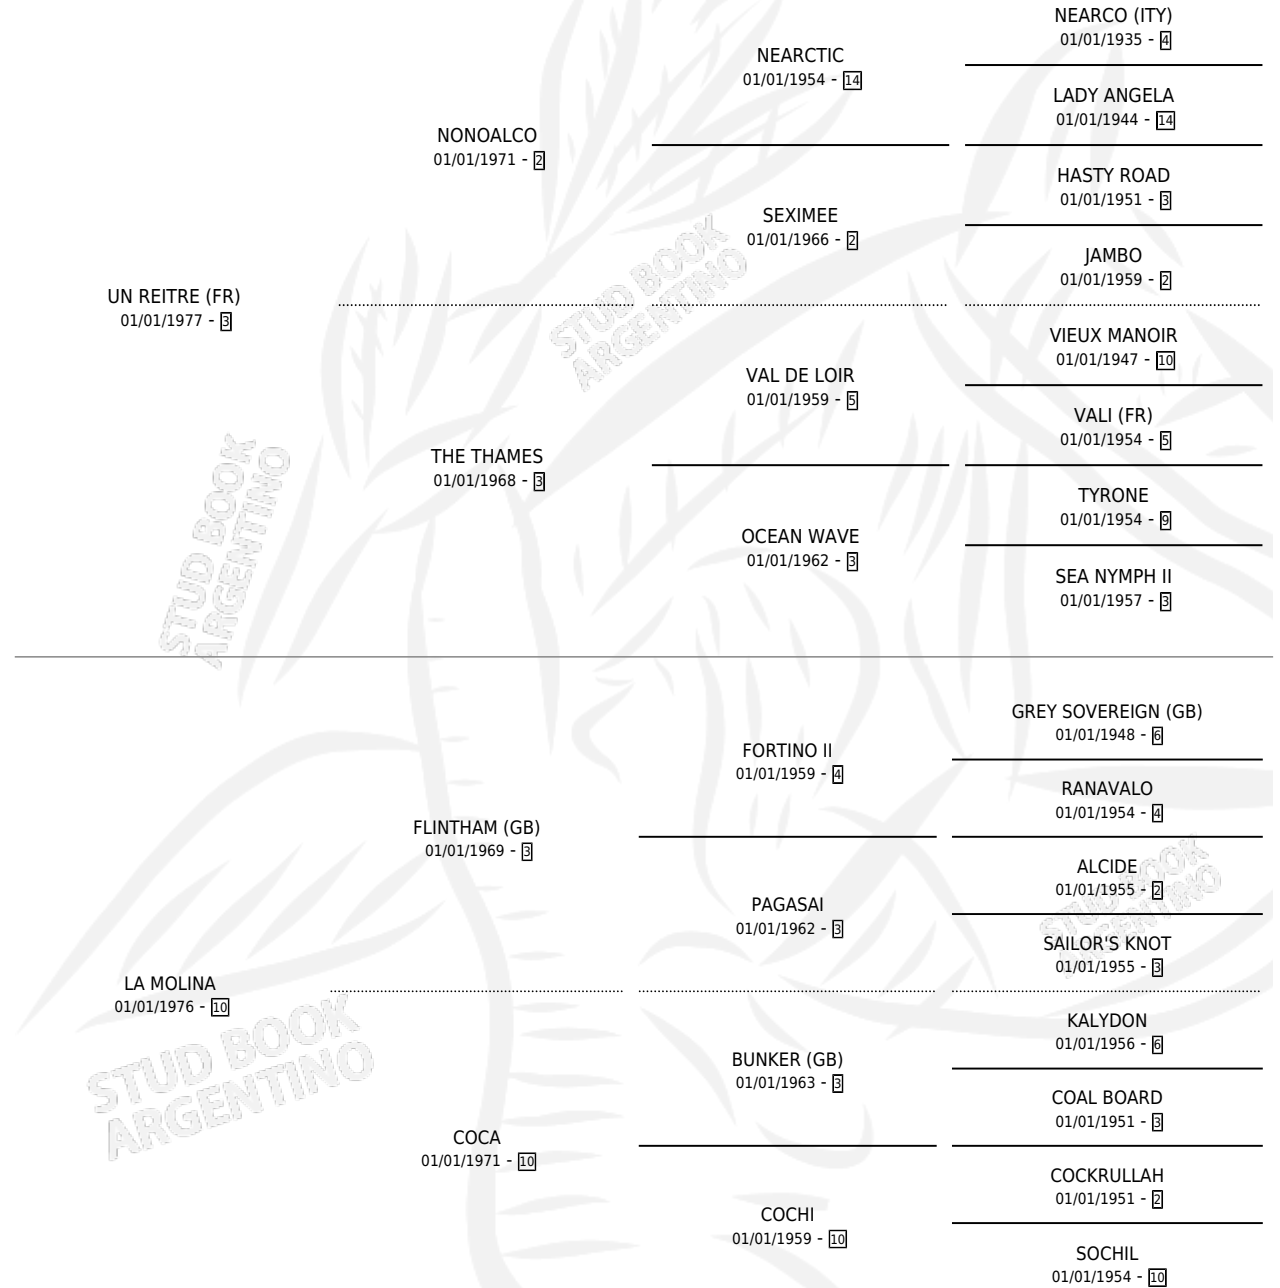 NEARCO (ITY)
01/01/1935 - 4
NEARCTIC
01/01/1954 - 14
LADY ANGELA
01/01/1944 - 14
NONOALCO
01/01/1971 - 2
HASTY ROAD
01/01/1951 - 3
SEXIMEE
01/01/1966 - 2
JAMBO
01/01/1959 - 2
UN REITRE (FR)
01/01/1977 - 3
VIEUX MANOIR
01/01/1947 - 10
VAL DE LOIR
01/01/1959 - 5
VALI (FR)
01/01/1954 - 5
THE THAMES
01/01/1968 - 3
TYRONE
01/01/1954 - 9
OCEAN WAVE
01/01/1962 - 3
SEA NYMPH II
01/01/1957 - 3
STUD BOOK
ARGENTINO
STUD BOOK
ARGENTINO
GREY SOVEREIGN (GB)
01/01/1948 - 6
FORTINO II
01/01/1959 - 4
RANAVALO
01/01/1954 - 4
FLINTHAM (GB)
01/01/1969 - 3
ALCIDE
01/01/1955 - 2
PAGASAI
01/01/1962 - 3
SAILOR'S KNOT
01/01/1955 - 3
LA MOLINA
01/01/1976 - 10
KALYDON
01/01/1956 - 6
BUNKER (GB)
01/01/1963 - 3
COAL BOARD
01/01/1951 - 3
COCA
01/01/1971 - 10
COCKRULLAH
01/01/1951 - 2
COCHI
01/01/1959 - 10
SOCHIL
01/01/1954 - 10
STUD BOOK
ARGENTINO
STUD BOOK
ARGENTINO